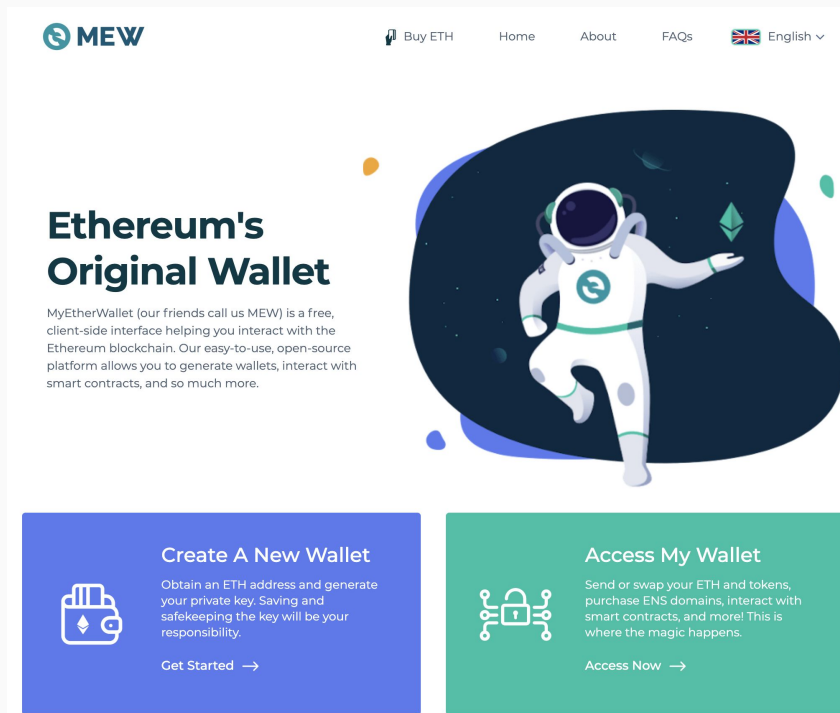 MEW
Buy ETH
Home
About
FAQs
English
Ethereum's
Original Wallet
MyEtherWallet (our friends call us MEW) is a free,
client-side interface helping you interact with the
Ethereum blockchain. Our easy-to-use, open-source
platform allows you to generate wallets, interact with
smart contracts, and so much more.
Create A New Wallet
Obtain an ETH address and generate
your private key. Saving and
safekeeping the key will be your
responsibility.
Get Started
Access My Wallet
Send or swap your ETH and tokens,
purchase ENS domains, interact with
smart contracts, and more! This is
where the magic happens.
Access Now